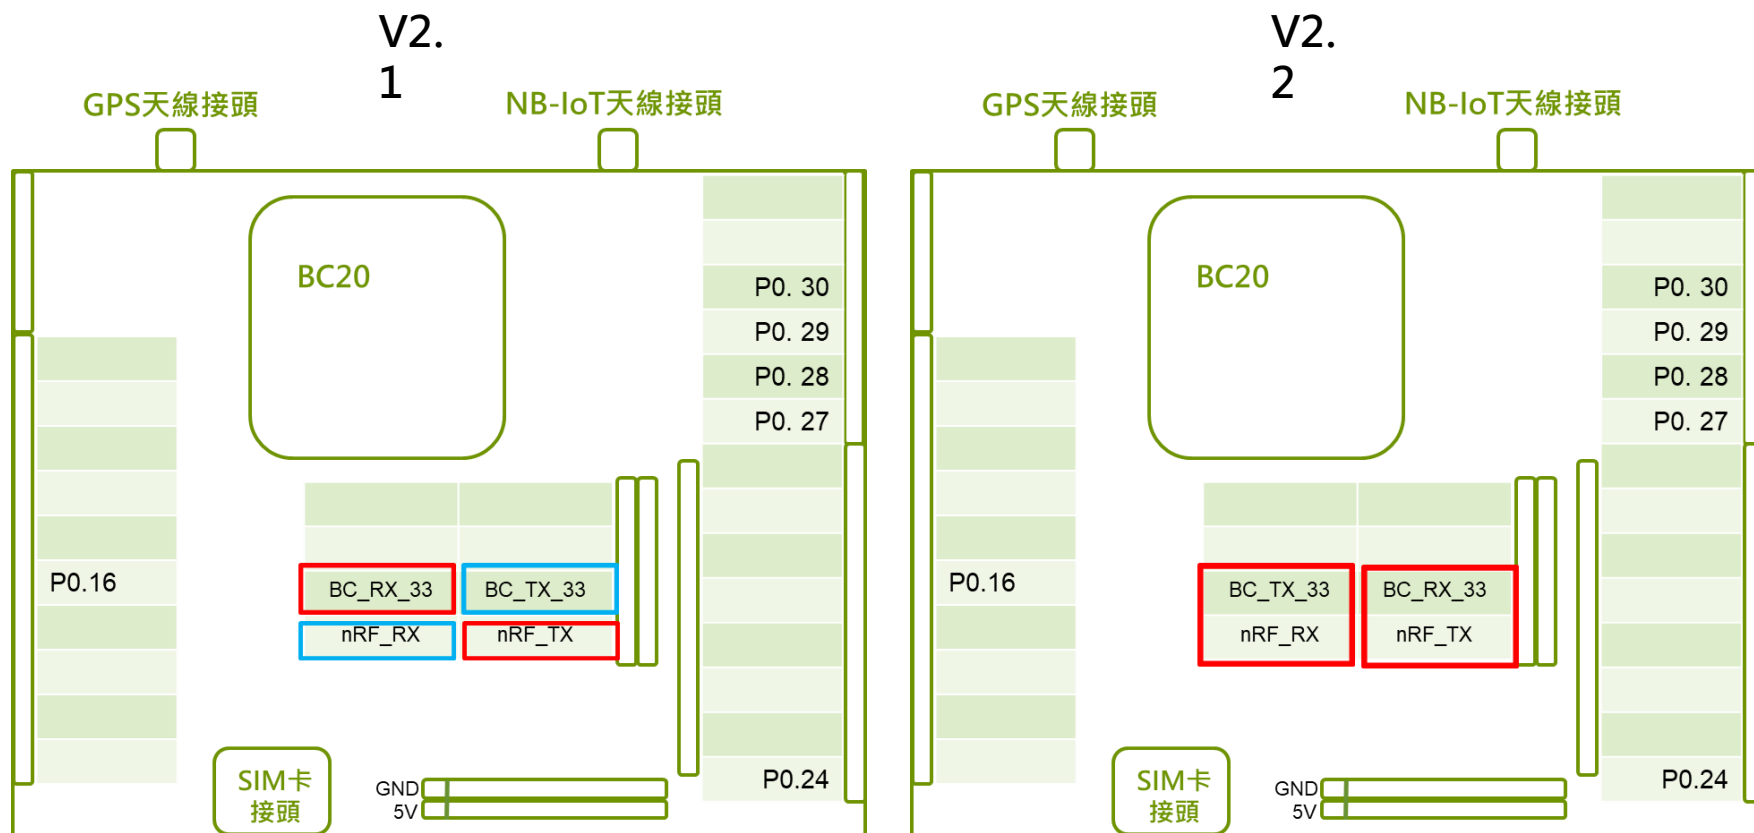 V2.
1
GPS天線接頭
NB-IoT天線接頭
BC20
P0. 30
P0. 29
P0. 28
P0. 27
P0.16
BC_RX_33
BC_TX_33
nRF_RX
nRF_TX
SIM卡
接頭
GND
5V
P0.24
V2.
2
GPS天線接頭
NB-IoT天線接頭
BC20
P0. 30
P0. 29
P0. 28
P0. 27
P0.16
BC_TX_33
BC_RX_33
nRF_RX
nRF_TX
SIM卡
接頭
GND
5V
P0.24